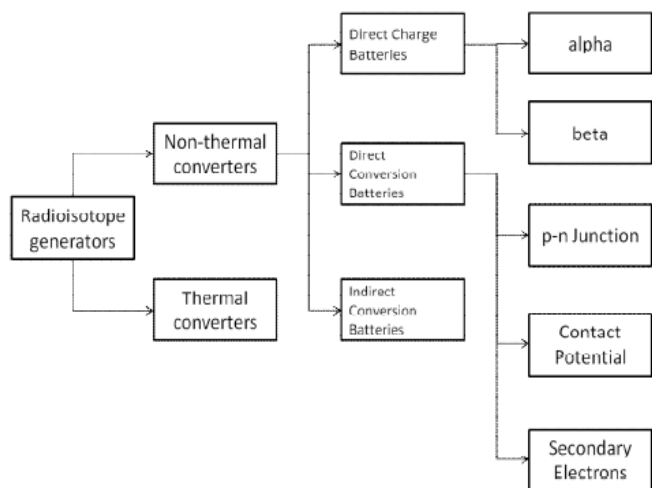 Radioisotope
generators
Non-thermal
converters
Thermal
converters
Direct Charge
Batteries
Direct
Conversion
Batteries
Indirect
Conversion
Batteries
alpha
beta
p-n Junction
Contact
Potential
Secondary
Electrons